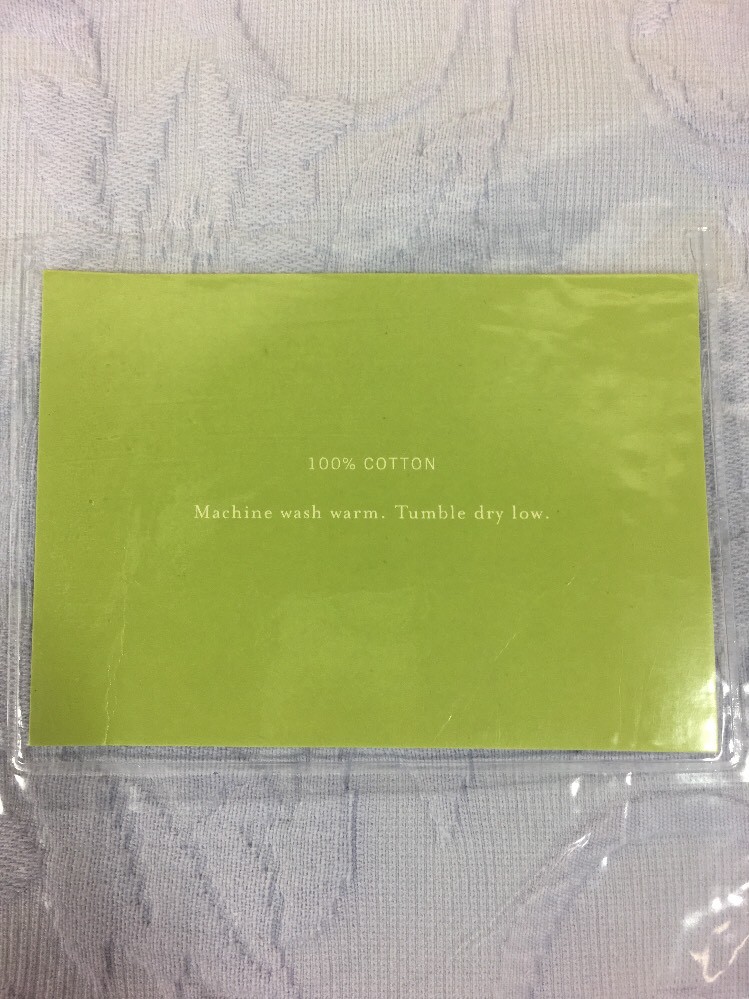 100% COTTON
Machine wash warm. Tumble dry low.